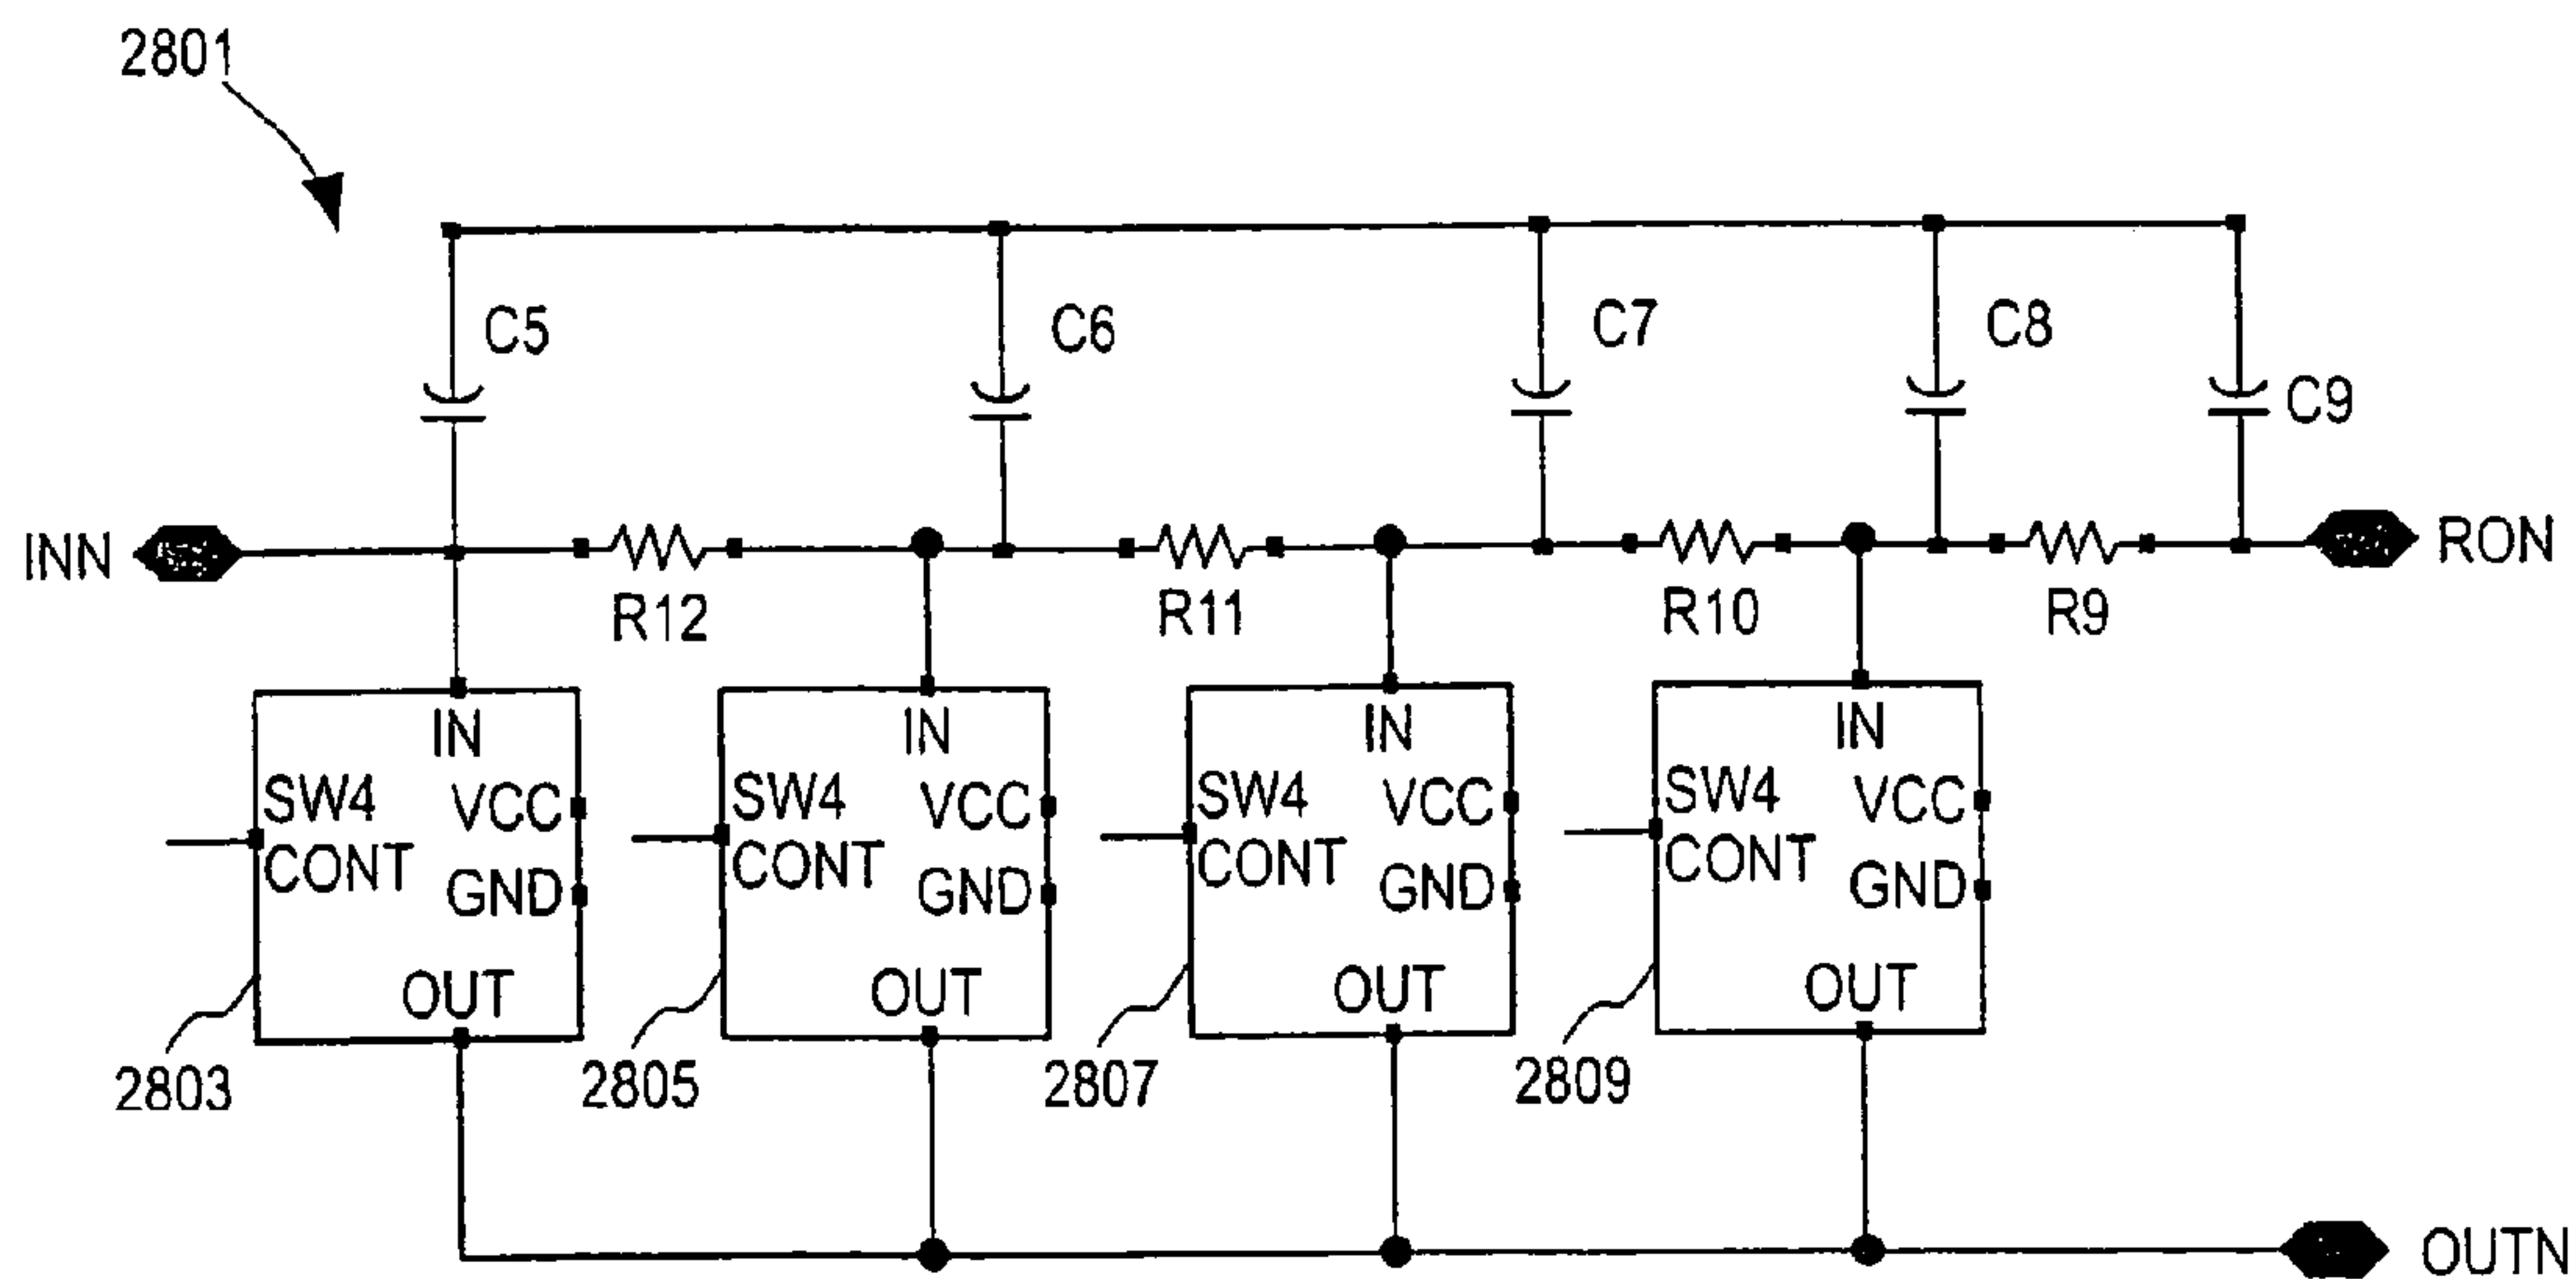 2801
C5
C6
C7
C8
C9
INN
RON
R12
R11
R10
R9
IN
SW4
VCC
CONT
GND
OUT
2803
IN
SW4
VCC
CONT
GND
OUT
2805
IN
SW4
VCC
CONT
GND
OUT
2807
IN
SW4
VCC
CONT
GND
OUT
2809
OUTN